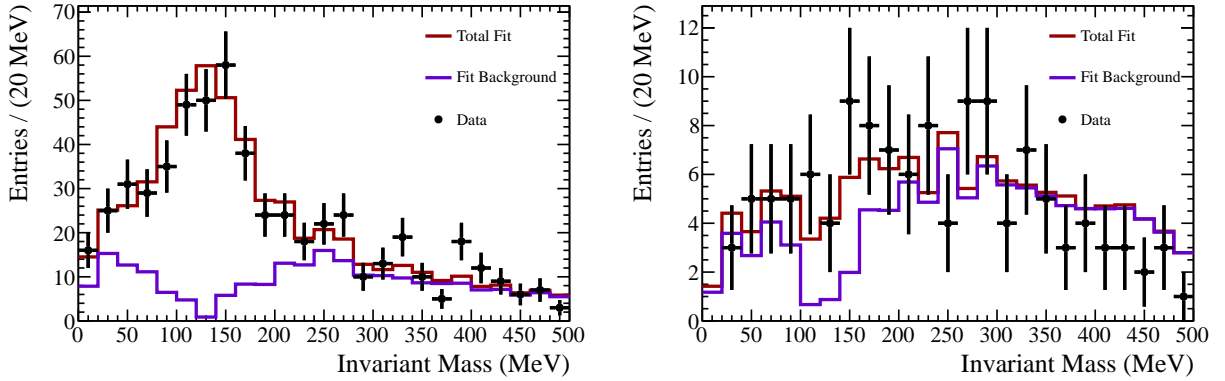 Entries / (20 MeV)
70
60
50
40
30
20
10
0
Total Fit
Fit Background
Data
0 50 100 150 200 250 300 350 400 450 500
Invariant Mass (MeV)
Entries / (20 MeV)
12
10
8
6
4
2
0
Total Fit
Fit Background
Data
0 50 100 150 200 250 300 350 400 450 500
Invariant Mass (MeV)